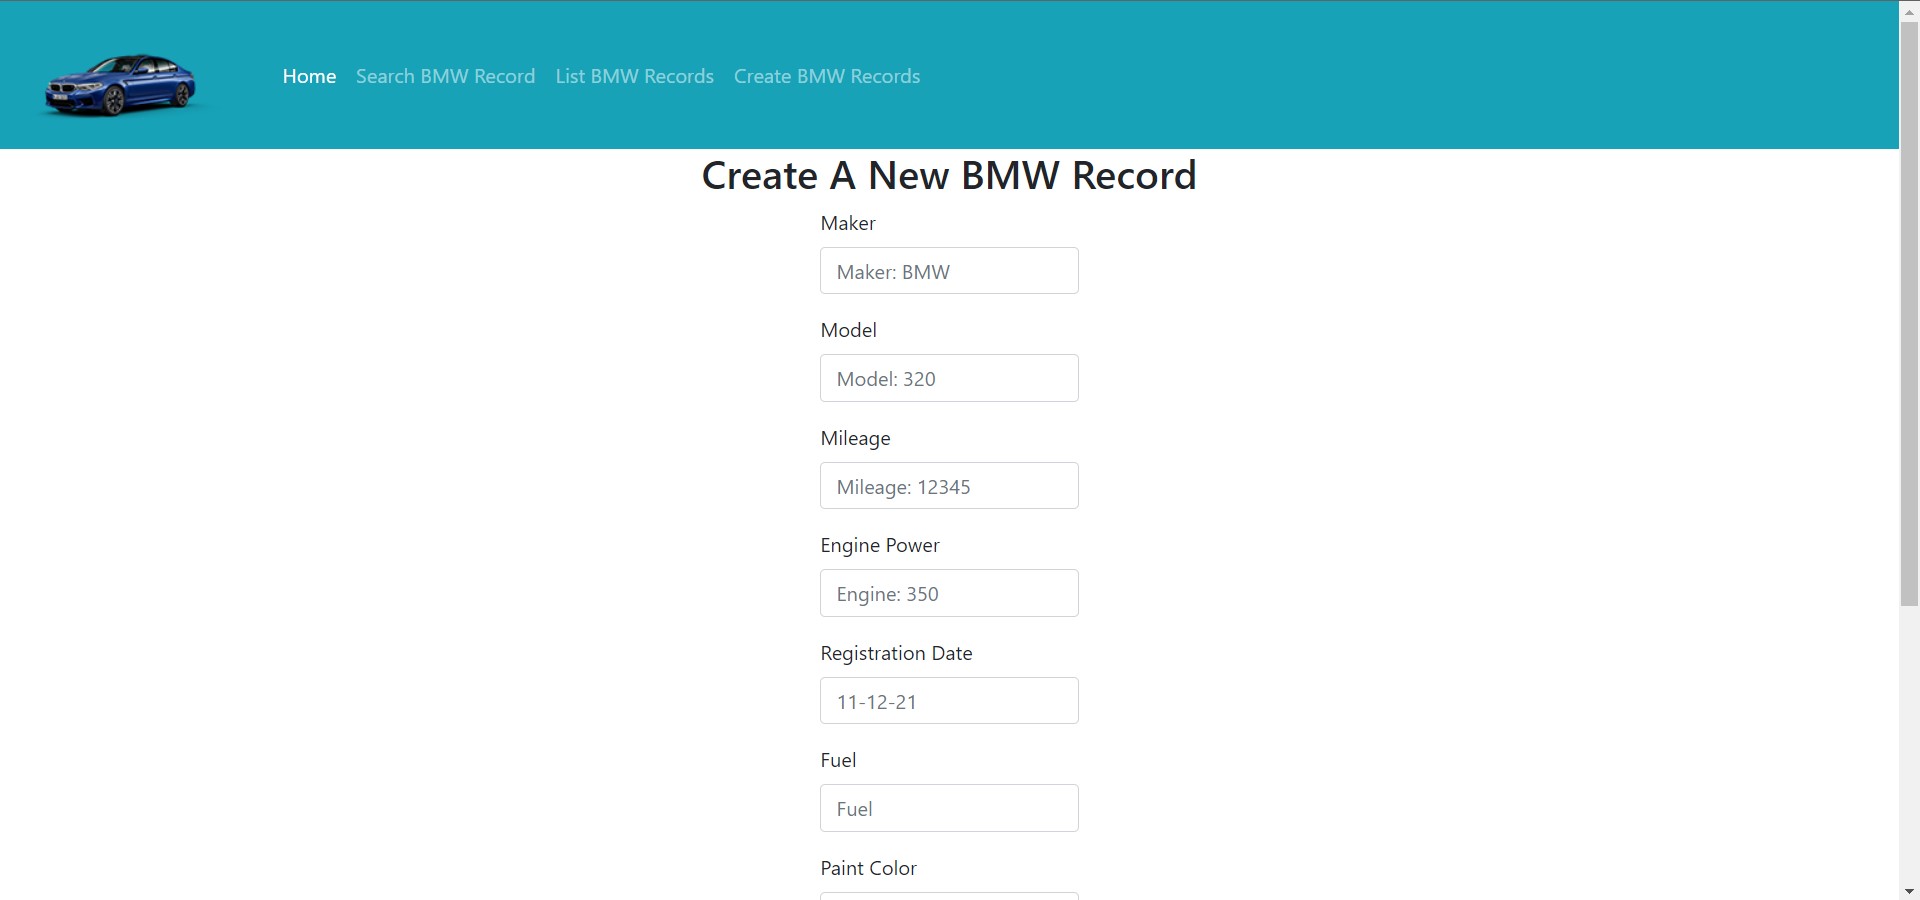 Home Search BMW Record List BMW Records Create BMW Records
Create A New BMW Record
Maker
Maker: BMW
Model
Model: 320
Mileage
Mileage: 12345
Engine Power
Engine: 350
Registration Date
11-12-21
Fuel
Fuel
Paint Color